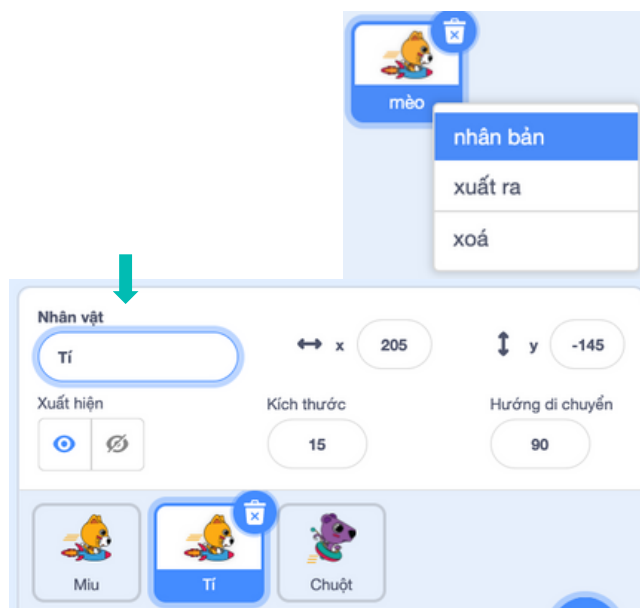 mèo
nhân bản
xuất ra
xoá
Nhân vật
Tí
x 205
y -145
Xuất hiện
Kích thước
Hướng di chuyển
15
90
Miu
Tí
Chuột